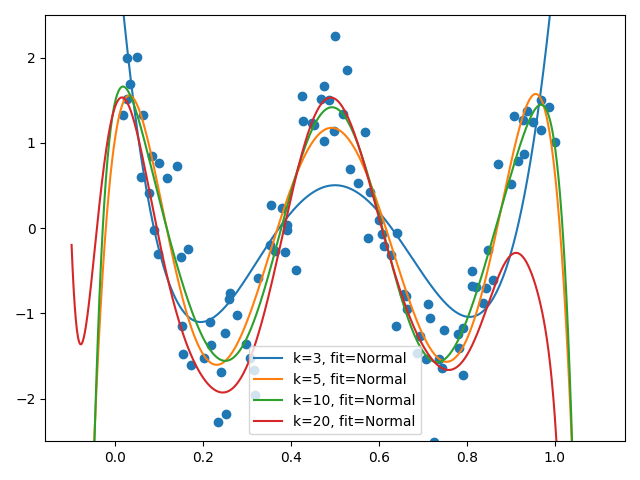 2
1
0
−1
−2
k=3, fit=Normal
k=5, fit=Normal
k=10, fit=Normal
k=20, fit=Normal
0.0 0.2 0.4 0.6 0.8 1.0